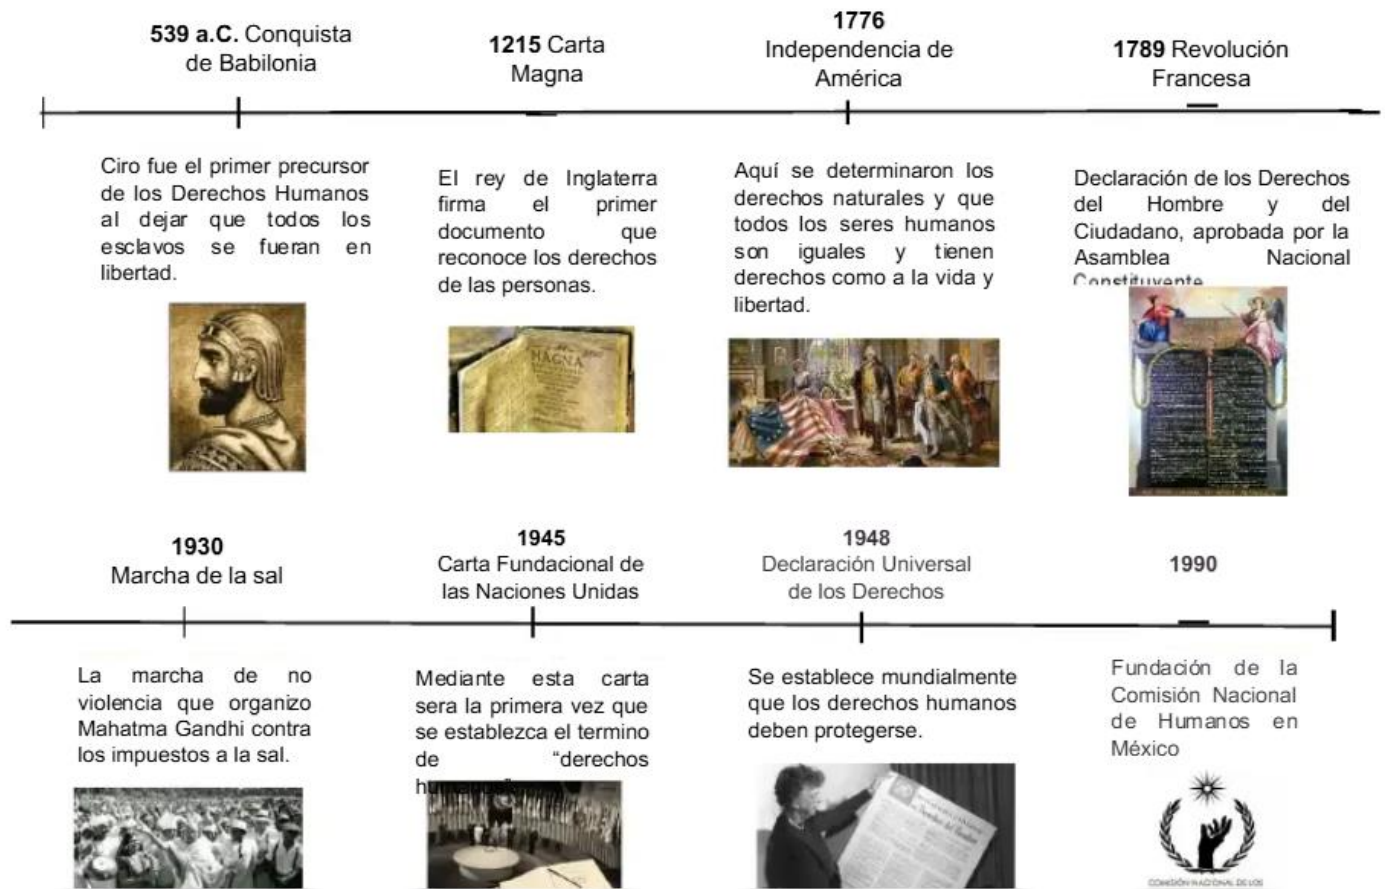 539 a.C. Conquista
de Babilonia
1215 Carta
Magna
1776
Independencia de
América
1789 Revolución
Francesa
Ciro fue el primer precursor
de los Derechos Humanos
al dejar que todos los
esclavos se fueran en
libertad.
El rey de Inglaterra
firma el primer
documento que
reconoce los derechos
de las personas.
Aquí se determinaron los
derechos naturales y que
todos los seres humanos
son iguales y tienen
derechos como a la vida y
libertad.
Declaración de los Derechos
del Hombre y del
Ciudadano, aprobada por la
Asamblea Nacional
Constituyente
MAGNA
1930
Marcha de la sal
1945
Carta Fundacional de
las Naciones Unidas
1948
Declaración Universal
de los Derechos
1990
La marcha de no
violencia que organizo
Mahatma Gandhi contra
los impuestos a la sal.
Mediante esta carta
sera la primera vez que
se establezca el termino
de “derechos
Se establece mundialmente
que los derechos humanos
deben protegerse.
Fundación de la
Comisión Nacional
de Humanos en
México
COMISIÓN NACIONAL DE LOS